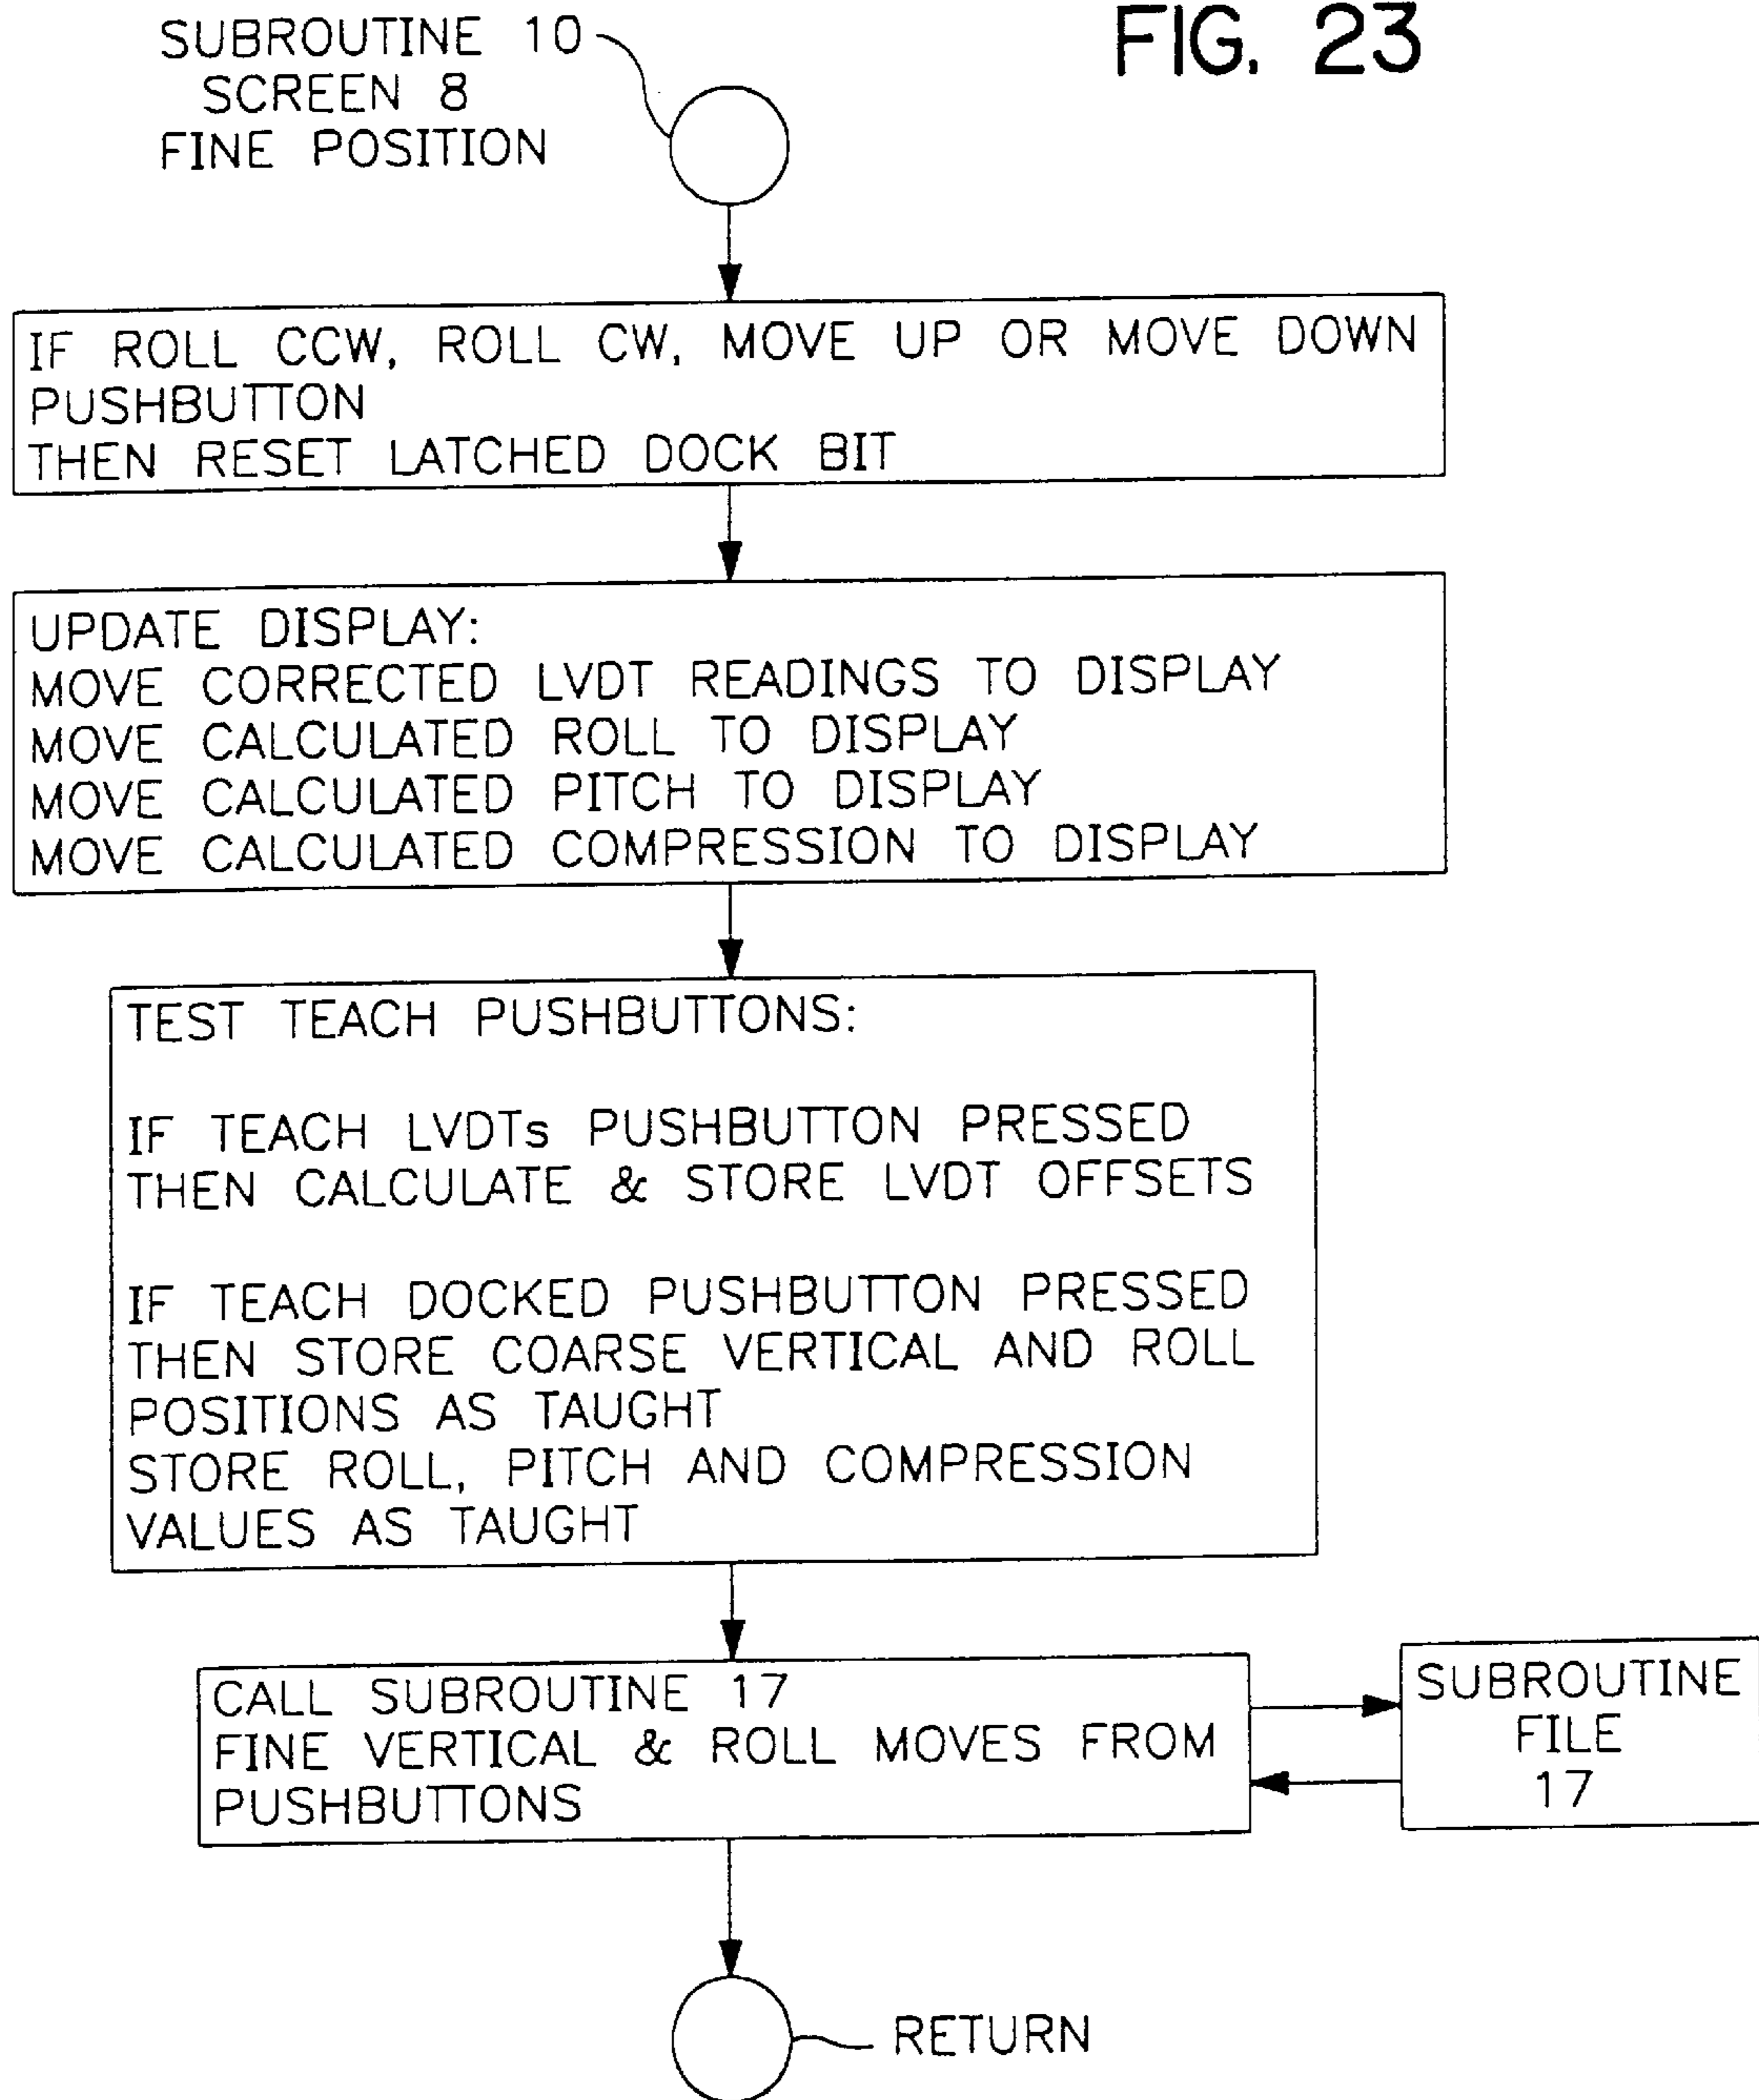 FIG. 23
SUBROUTINE 10
SCREEN 8
FINE POSITION
IF ROLL CCW, ROLL CW, MOVE UP OR MOVE DOWN
PUSHBUTTON
THEN RESET LATCHED DOCK BIT
UPDATE DISPLAY:
MOVE CORRECTED LVDT READINGS TO DISPLAY
MOVE CALCULATED ROLL TO DISPLAY
MOVE CALCULATED PITCH TO DISPLAY
MOVE CALCULATED COMPRESSION TO DISPLAY
TEST TEACH PUSHBUTTONS:
IF TEACH LVDTs PUSHBUTTON PRESSED
THEN CALCULATE & STORE LVDT OFFSETS
IF TEACH DOCKED PUSHBUTTON PRESSED
THEN STORE COARSE VERTICAL AND ROLL
POSITIONS AS TAUGHT
STORE ROLL, PITCH AND COMPRESSION
VALUES AS TAUGHT
CALL SUBROUTINE 17
FINE VERTICAL & ROLL MOVES FROM
PUSHBUTTONS
SUBROUTINE
FILE
17
RETURN